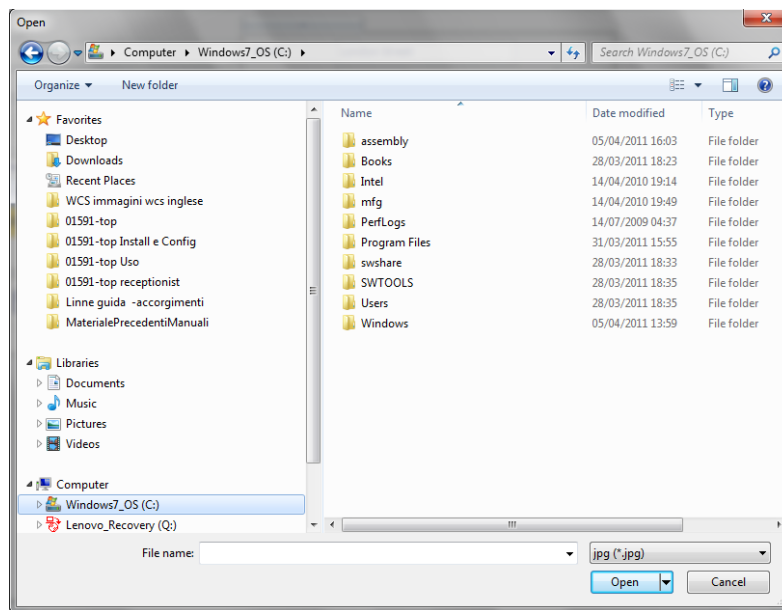 Open
Computer Windows7_OS (C:) Search Windows7_OS (C:)
Organize New folder
Favorites
Desktop
Downloads
Recent Places
WCS immagini wcs inglese
01591-top
01591-top Install e Config
01591-top Uso
01591-top receptionist
Linne guida -accorgimenti
MaterialePrecedentiManuali
Libraries
Documents
Music
Pictures
Videos
Computer
Windows7_OS (C:)
Lenovo_Recovery (Q:)
Name Date modified Type
assembly 05/04/2011 16:03 File folder
Books 28/03/2011 18:23 File folder
Intel 14/04/2010 19:14 File folder
mfg 14/04/2010 19:49 File folder
PerfLogs 14/07/2009 04:37 File folder
Program Files 31/03/2011 15:55 File folder
swshare 28/03/2011 18:33 File folder
SWTOOLS 28/03/2011 18:35 File folder
Users 28/03/2011 18:35 File folder
Windows 05/04/2011 13:59 File folder
File name: jpg (*.jpg)
Open Cancel